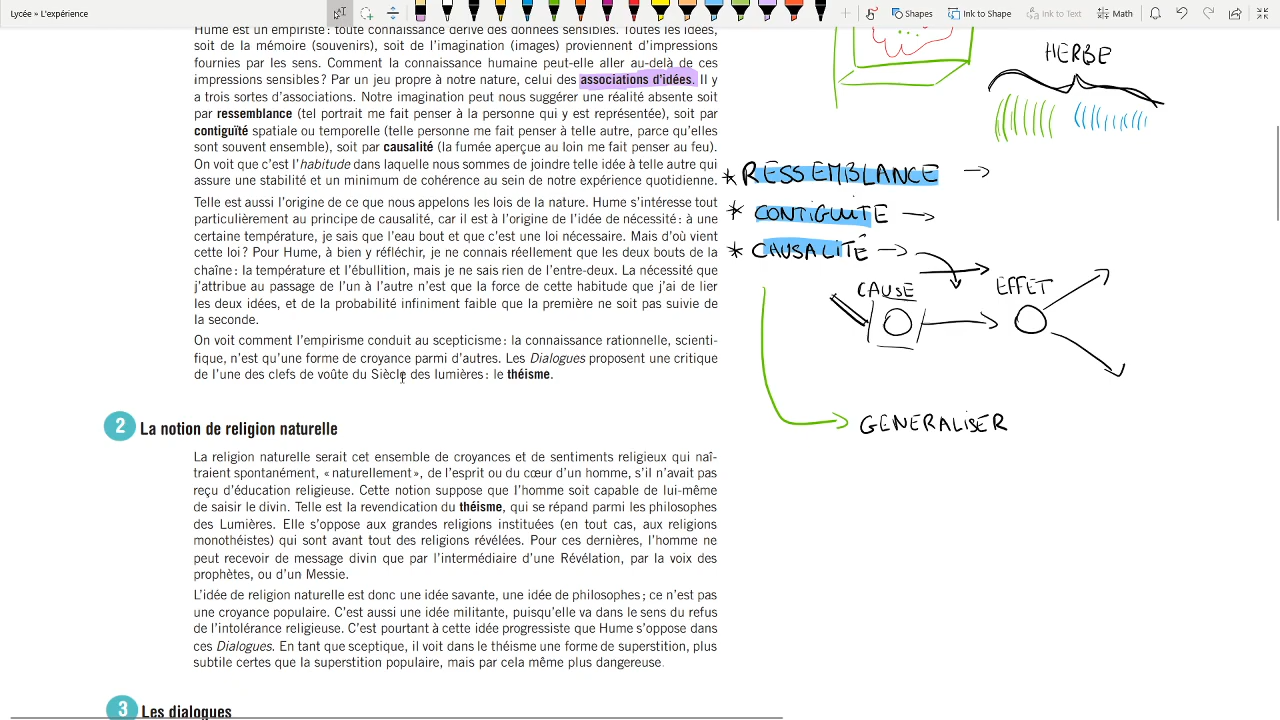 Lycée » L'expérience
Shapes
Ink to Shape
Ink to Text
Math
Hume est un empiriste : toute connaissance dérive des données sensibles. Toutes les idées,
soit de la mémoire (souvenirs), soit de l'imagination (images) proviennent d'impressions
fournies par les sens. Comment la connaissance humaine peut-elle aller au-delà de ces
impressions sensibles ? Par un jeu propre à notre nature, celui des associations d'idées. Il y
a trois sortes d'associations. Notre imagination peut nous suggérer une réalité absente soit
par ressemblance (tel portrait me fait penser à la personne qui y est représentée), soit par
contiguïté spatiale ou temporelle (telle personne me fait penser à telle autre, parce qu'elles
sont souvent ensemble), soit par causalité (la fumée aperçue au loin me fait penser au feu).
On voit que c'est l'habitude dans laquelle nous sommes de joindre telle idée à telle autre qui
assure une stabilité et un minimum de cohérence au sein de notre expérience quotidienne.
Telle est aussi l'origine de ce que nous appelons les lois de la nature. Hume s'intéresse tout
particulièrement au principe de causalité, car il est à l'origine de l'idée de nécessité : à une
certaine température, je sais que l'eau bout et que c'est une loi nécessaire. Mais d'où vient
cette loi ? Pour Hume, à bien y réfléchir, je ne connais réellement que les deux bouts de la
chaîne : la température et l'ébullition, mais je ne sais rien de l'entre-deux. La nécessité que
j'attribue au passage de l'un à l'autre n'est que la force de cette habitude que j'ai de lier
les deux idées, et de la probabilité infiniment faible que la première ne soit pas suivie de
la seconde.
On voit comment l'empirisme conduit au scepticisme : la connaissance rationnelle, scienti-
fique, n'est qu'une forme de croyance parmi d'autres. Les Dialogues proposent une critique
de l'une des clefs de voûte du Siècle des lumières : le théisme.
2 La notion de religion naturelle
La religion naturelle serait cet ensemble de croyances et de sentiments religieux qui naî-
traient spontanément, « naturellement », de l'esprit ou du cœur d'un homme, s'il n'avait pas
reçu d'éducation religieuse. Cette notion suppose que l'homme soit capable de lui-même
de saisir le divin. Telle est la revendication du théisme, qui se répand parmi les philosophes
des Lumières. Elle s'oppose aux grandes religions instituées (en tout cas, aux religions
monothéistes) qui sont avant tout des religions révélées. Pour ces dernières, l'homme ne
peut recevoir de message divin que par l'intermédiaire d'une Révélation, par la voix des
prophètes, ou d'un Messie.
L'idée de religion naturelle est donc une idée savante, une idée de philosophes ; ce n'est pas
une croyance populaire. C'est aussi une idée militante, puisqu'elle va dans le sens du refus
de l'intolérance religieuse. C'est pourtant à cette idée progressiste que Hume s'oppose dans
ces Dialogues. En tant que sceptique, il voit dans le théisme une forme de superstition, plus
subtile certes que la superstition populaire, mais par cela même plus dangereuse.
3 Les dialogues
HERBE
* RESSEMBLANCE →
* CONTIGUITE →
* CAUSALITÉ →
CAUSE
EFFET
GENERALISER